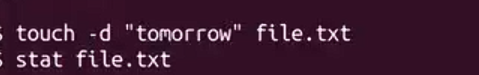 $ touch -d "tomorrow" file.txt
$ stat file.txt